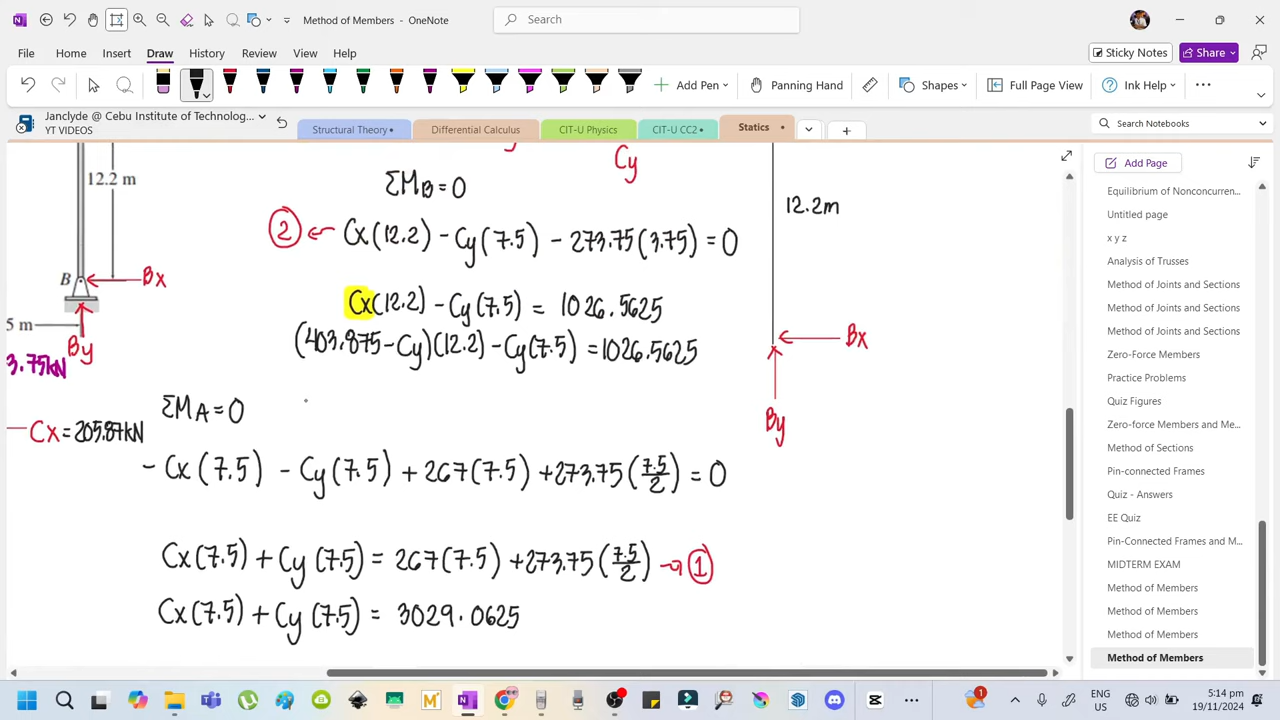 Method of Members - OneNote
Search
File Home Insert Draw History Review View Help
Sticky Notes
Share
Add Pen
Panning Hand
Shapes
Full Page View
Ink Help
Janclyde @ Cebu Institute of Technolog...
YT VIDEOS
Structural Theory
Differential Calculus
CIT-U Physics
CIT-U CC2
Statics
Search Notebooks
Add Page
Cy
12.2 m
ΣMB = 0
12.2m
② ← Cx(12.2) - Cy(7.5) - 273.75(3.75) = 0
B
Bx
Cx(12.2) - Cy(7.5) = 1026.5625
5 m
By
(403.875 - Cy)(12.2) - Cy(7.5) = 1026.5625
Bx
3.75kN
By
ΣMA = 0
Cx = 205.87kN
- Cx(7.5) - Cy(7.5) + 267(7.5) + 273.75(7.5/2) = 0
Cx(7.5) + Cy(7.5) = 267(7.5) + 273.75(7.5/2) → ①
Cx(7.5) + Cy(7.5) = 3029.0625
Equilibrium of Nonconcurren...
Untitled page
x y z
Analysis of Trusses
Method of Joints and Sections
Method of Joints and Sections
Method of Joints and Sections
Zero-Force Members
Practice Problems
Quiz Figures
Zero-force Members and Me...
Method of Sections
Pin-connected Frames
Quiz - Answers
EE Quiz
Pin-Connected Frames and M...
MIDTERM EXAM
Method of Members
Method of Members
Method of Members
Method of Members
1
ENG
PH
5:14 pm
19/11/2024